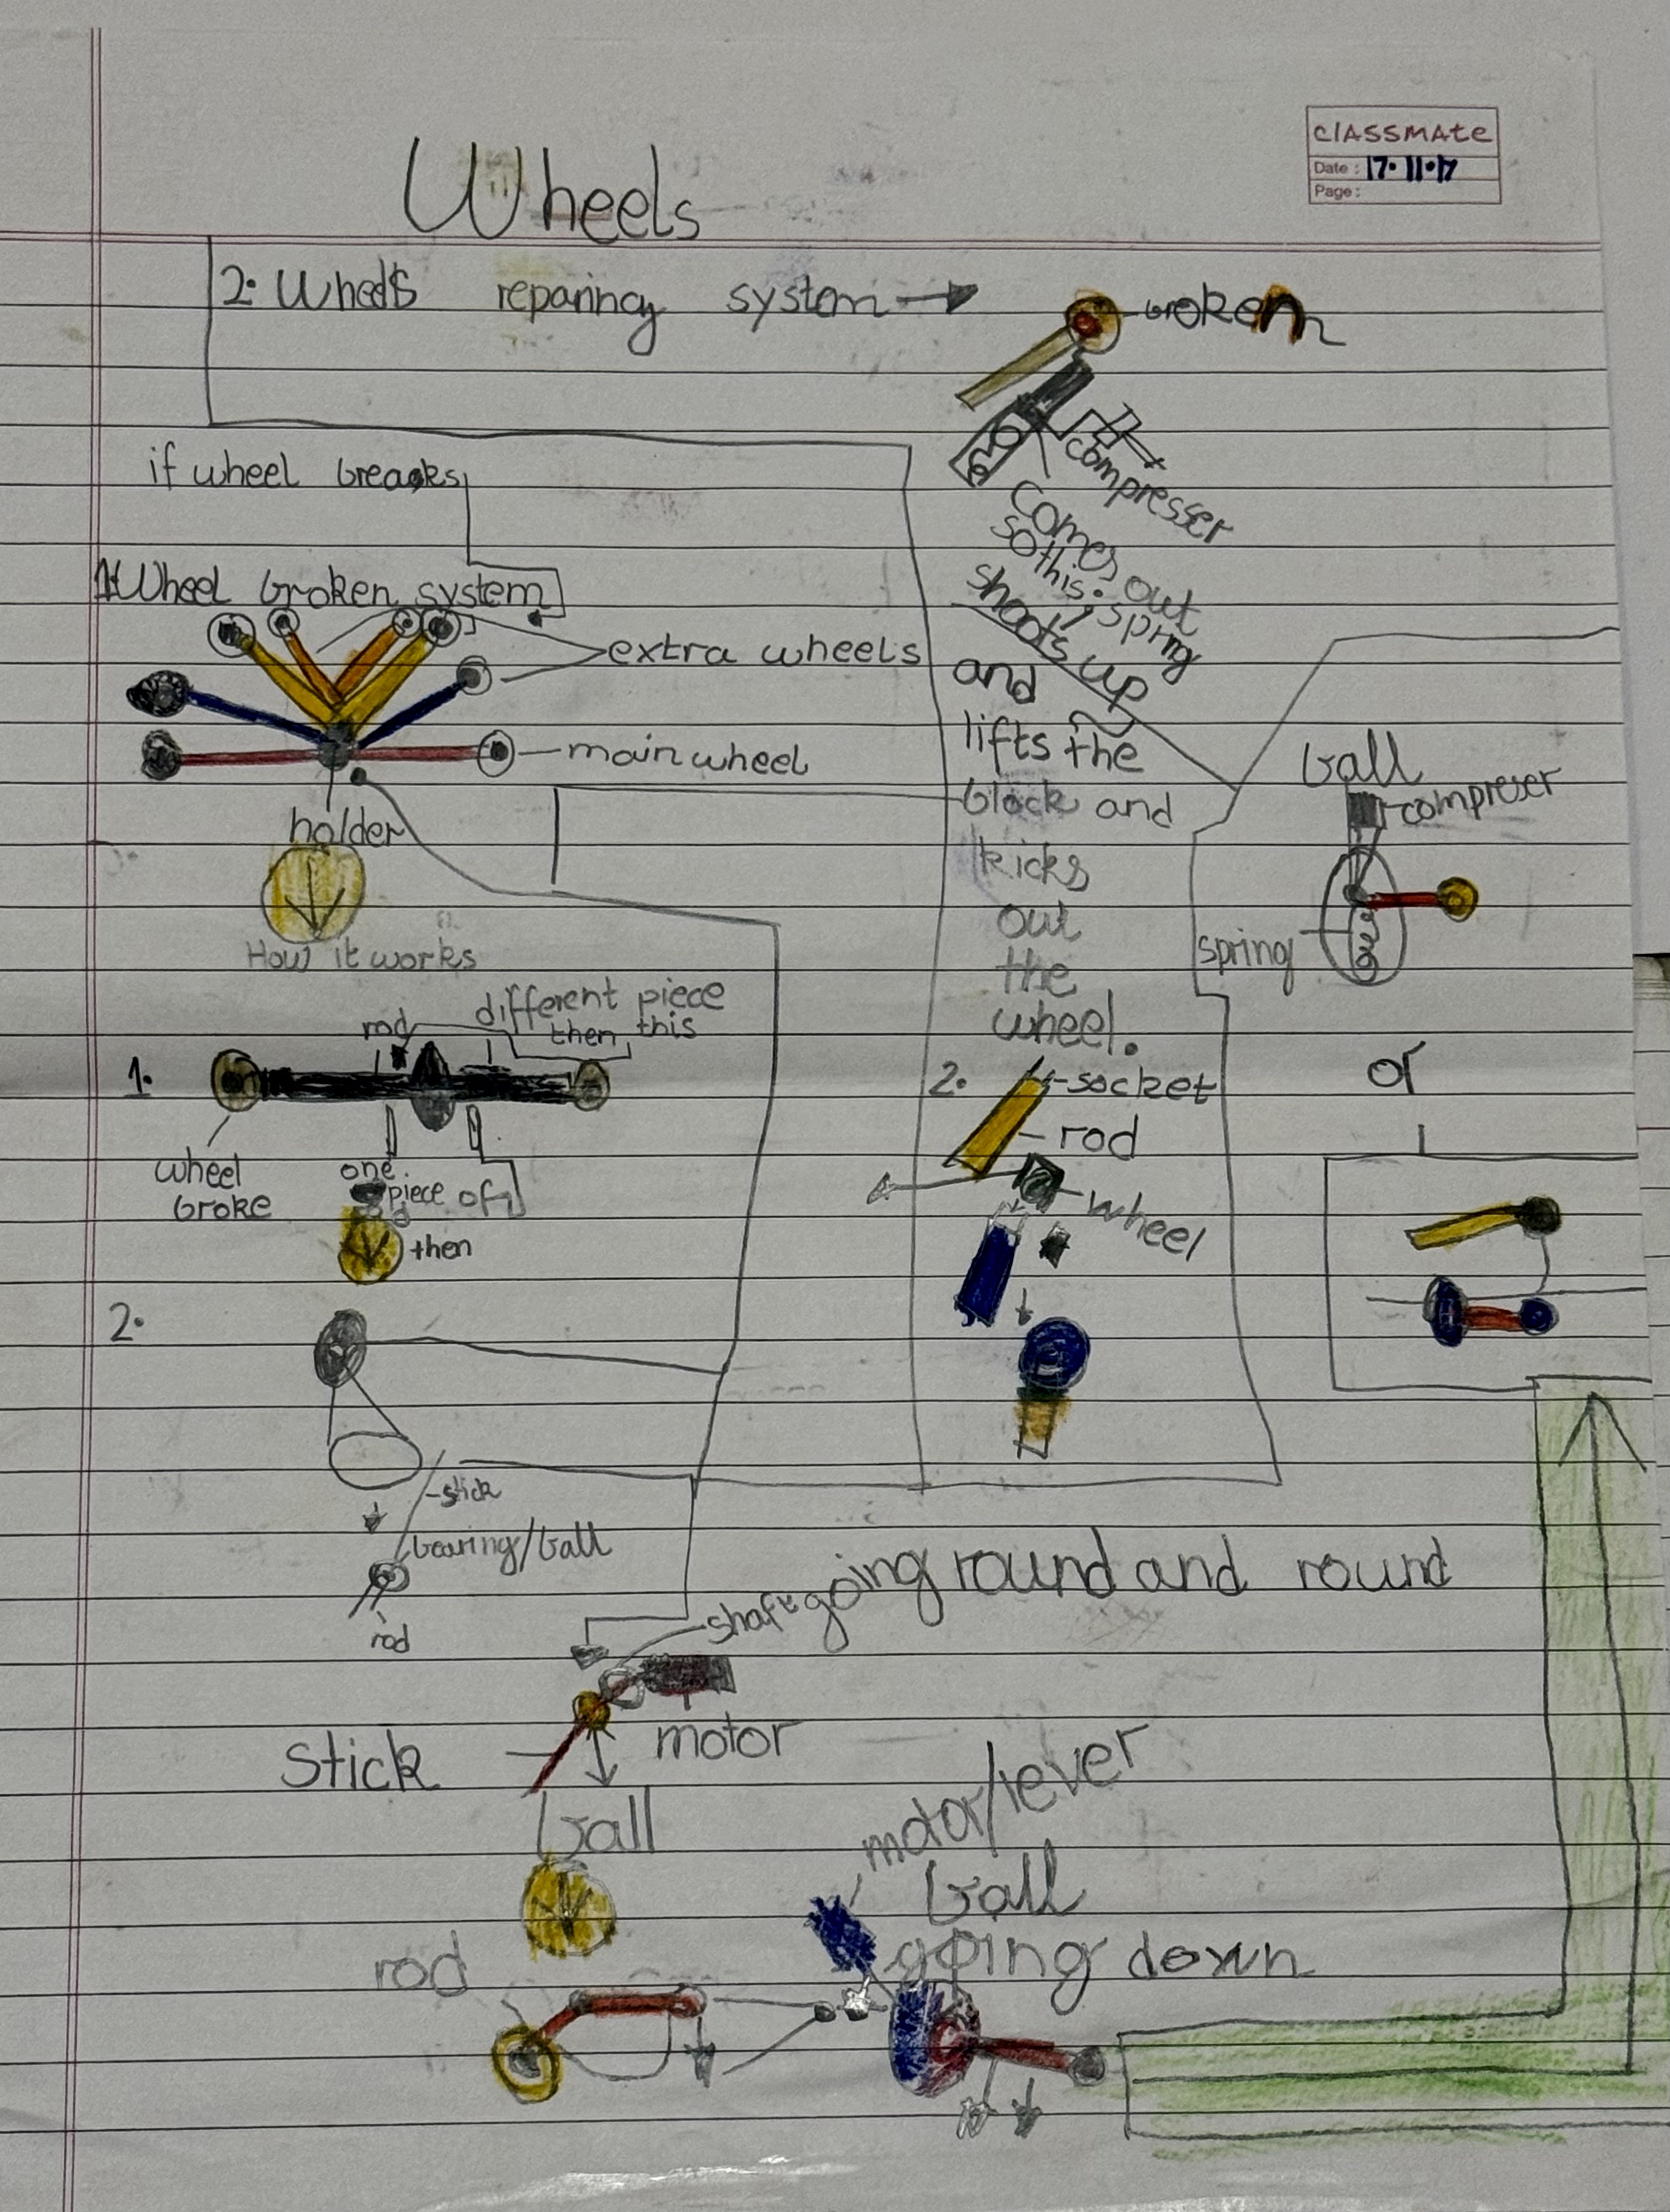 classmate
Date: 17.11.17
Page:
Wheels
2. Wheels repairing system
broken
compresser
comes out
so this spring
shoots up
and
lifts the
block and
kicks
out
the
wheel.
if wheel breaks
1. Wheel broken system
extra wheels
main wheel
holder
How it works
rod
different piece
then this
1.
wheel
broke
one
piece of
then
2.
stick
bearing/ball
rod
2.
socket
rod
wheel
ball
compreser
spring
or
shaft going round and round
motor
stick
ball
motor/lever
ball
going down
rod